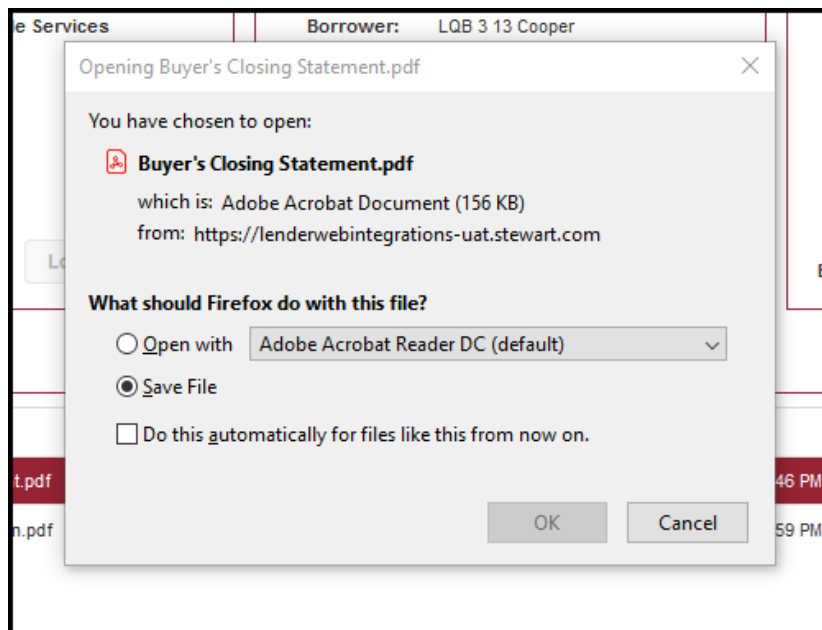 le Services
Borrower: LQB 3 13 Cooper
Opening Buyer's Closing Statement.pdf
You have chosen to open:
Buyer's Closing Statement.pdf
which is: Adobe Acrobat Document (156 KB)
from: https://lenderwebintegrations-uat.stewart.com
Lo
What should Firefox do with this file?
Open with Adobe Acrobat Reader DC (default)
Save File
Do this automatically for files like this from now on.
t.pdf 46 PM
OK Cancel
n.pdf 59 PM